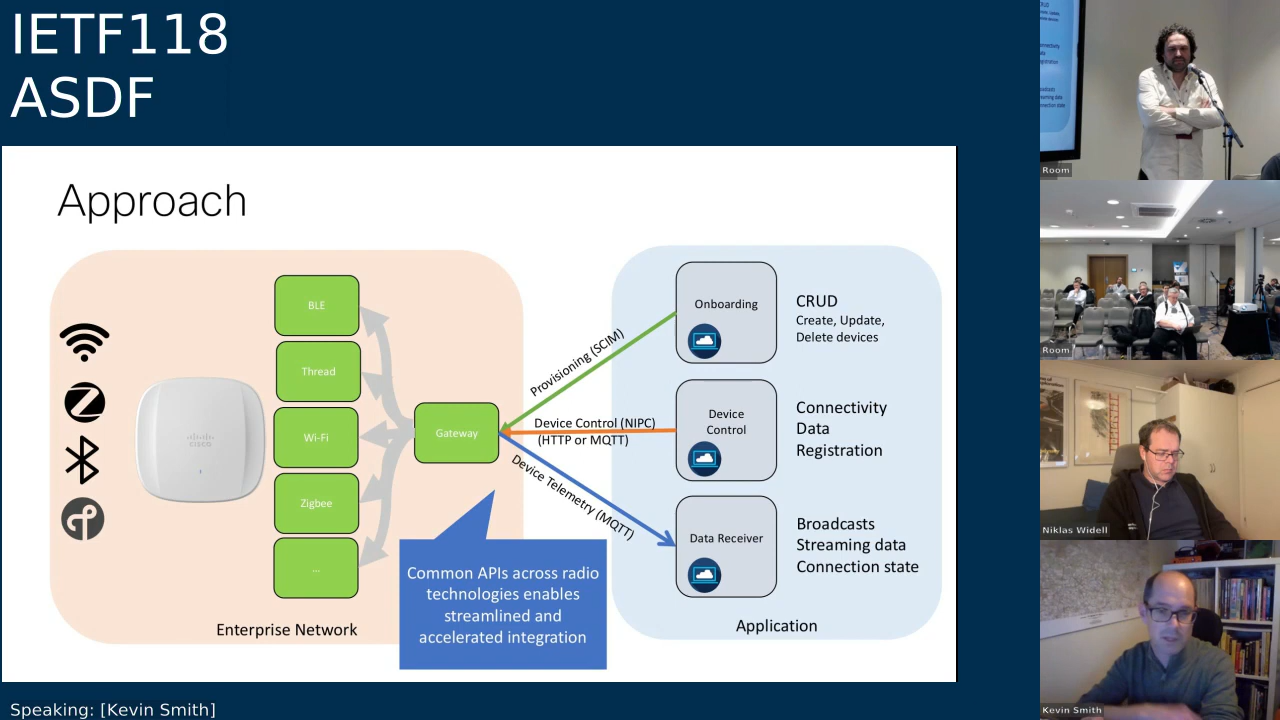 IETF118
ASDF
Approach
BLE
Thread
Wi-Fi
Zigbee
...
Gateway
Enterprise Network
Provisioning (SCIM)
Device Control (NIPC)
(HTTP or MQTT)
Device Telemetry (MQTT)
Common APIs across radio
technologies enables
streamlined and
accelerated integration
Onboarding
CRUD
Create, Update,
Delete devices
Device
Control
Connectivity
Data
Registration
Data Receiver
Broadcasts
Streaming data
Connection state
Application
Room
Room
Niklas Widell
Kevin Smith
Speaking: [Kevin Smith]